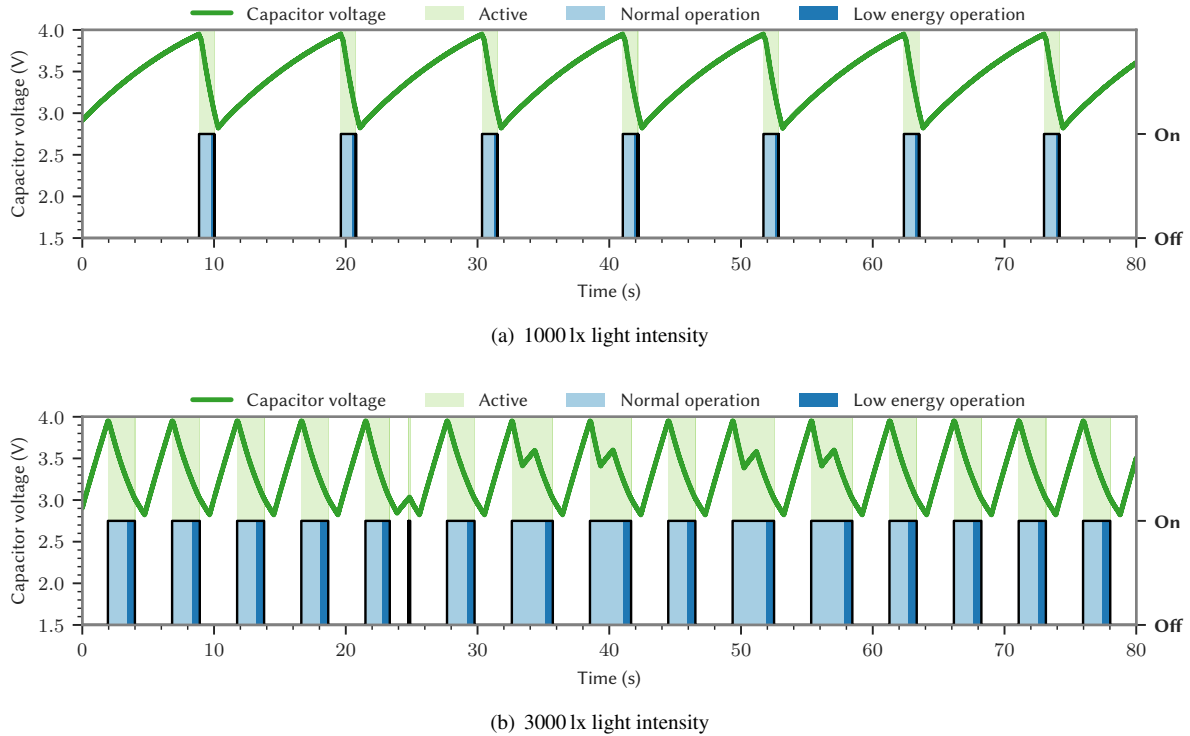 Capacitor voltage Active Normal operation Low energy operation
4.0
3.5
3.0
2.5
2.0
1.5
Capacitor voltage (V)
On
Off
0 10 20 30 40 50 60 70 80
Time (s)
(a) 1000 lx light intensity
Capacitor voltage Active Normal operation Low energy operation
4.0
3.5
3.0
2.5
2.0
1.5
Capacitor voltage (V)
On
Off
0 10 20 30 40 50 60 70 80
Time (s)
(b) 3000 lx light intensity